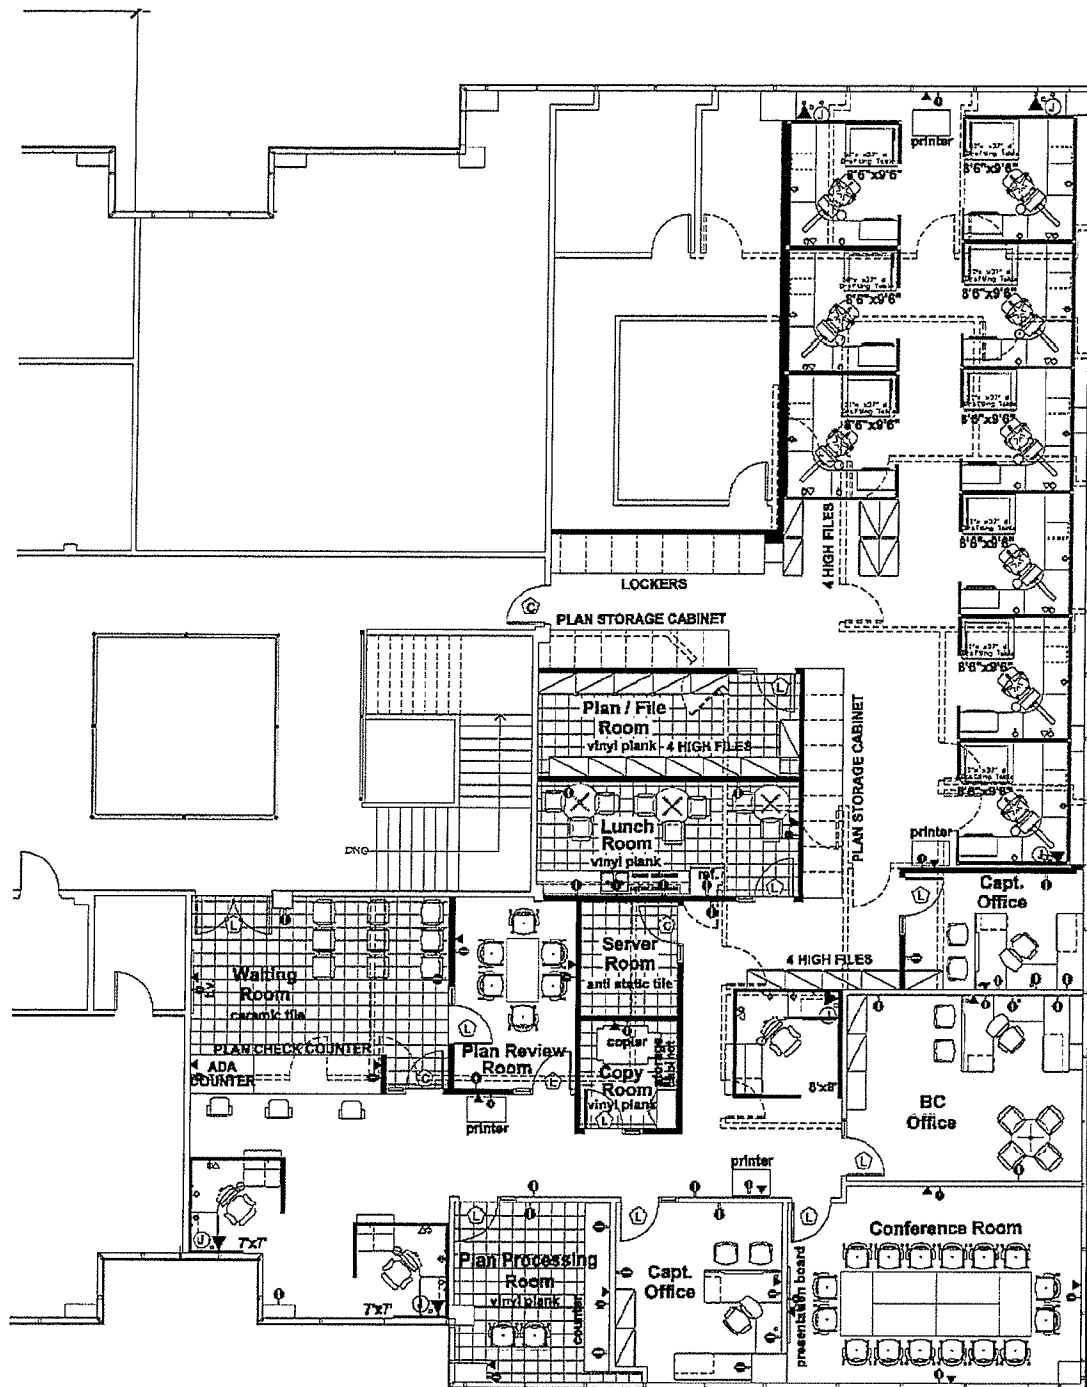 printer
8'6"x9'6"
8'6"x9'6"
8'6"x9'6"
8'6"x9'6"
8'6"x9'6"
8'6"x9'6"
8'6"x9'6"
8'6"x9'6"
8'6"x9'6"
LOCKERS
4 HIGH FILES
C
PLAN STORAGE CABINET
L
Plan / File
Room
vinyl plank - 4 HIGH FILES
PLAN STORAGE CABINET
Lunch
Room
vinyl plank
ref.
L
printer
J
DNG
Capt.
Office
L
Waiting
Room
ceramic tile
T.V.
L
Server
Room
anti static tile
C
4 HIGH FILES
PLAN CHECK COUNTER
ADA
COUNTER
C
Plan Review
Room
L
L
copier
Copy
Room
vinyl plank
storage
cabinet
L
8'x8'
J
BC
Office
L
printer
printer
7'x7'
J
7'x7'
J
Plan Processing
Room
vinyl plank
counter
L
Capt.
Office
L
presentation board
L
Conference Room